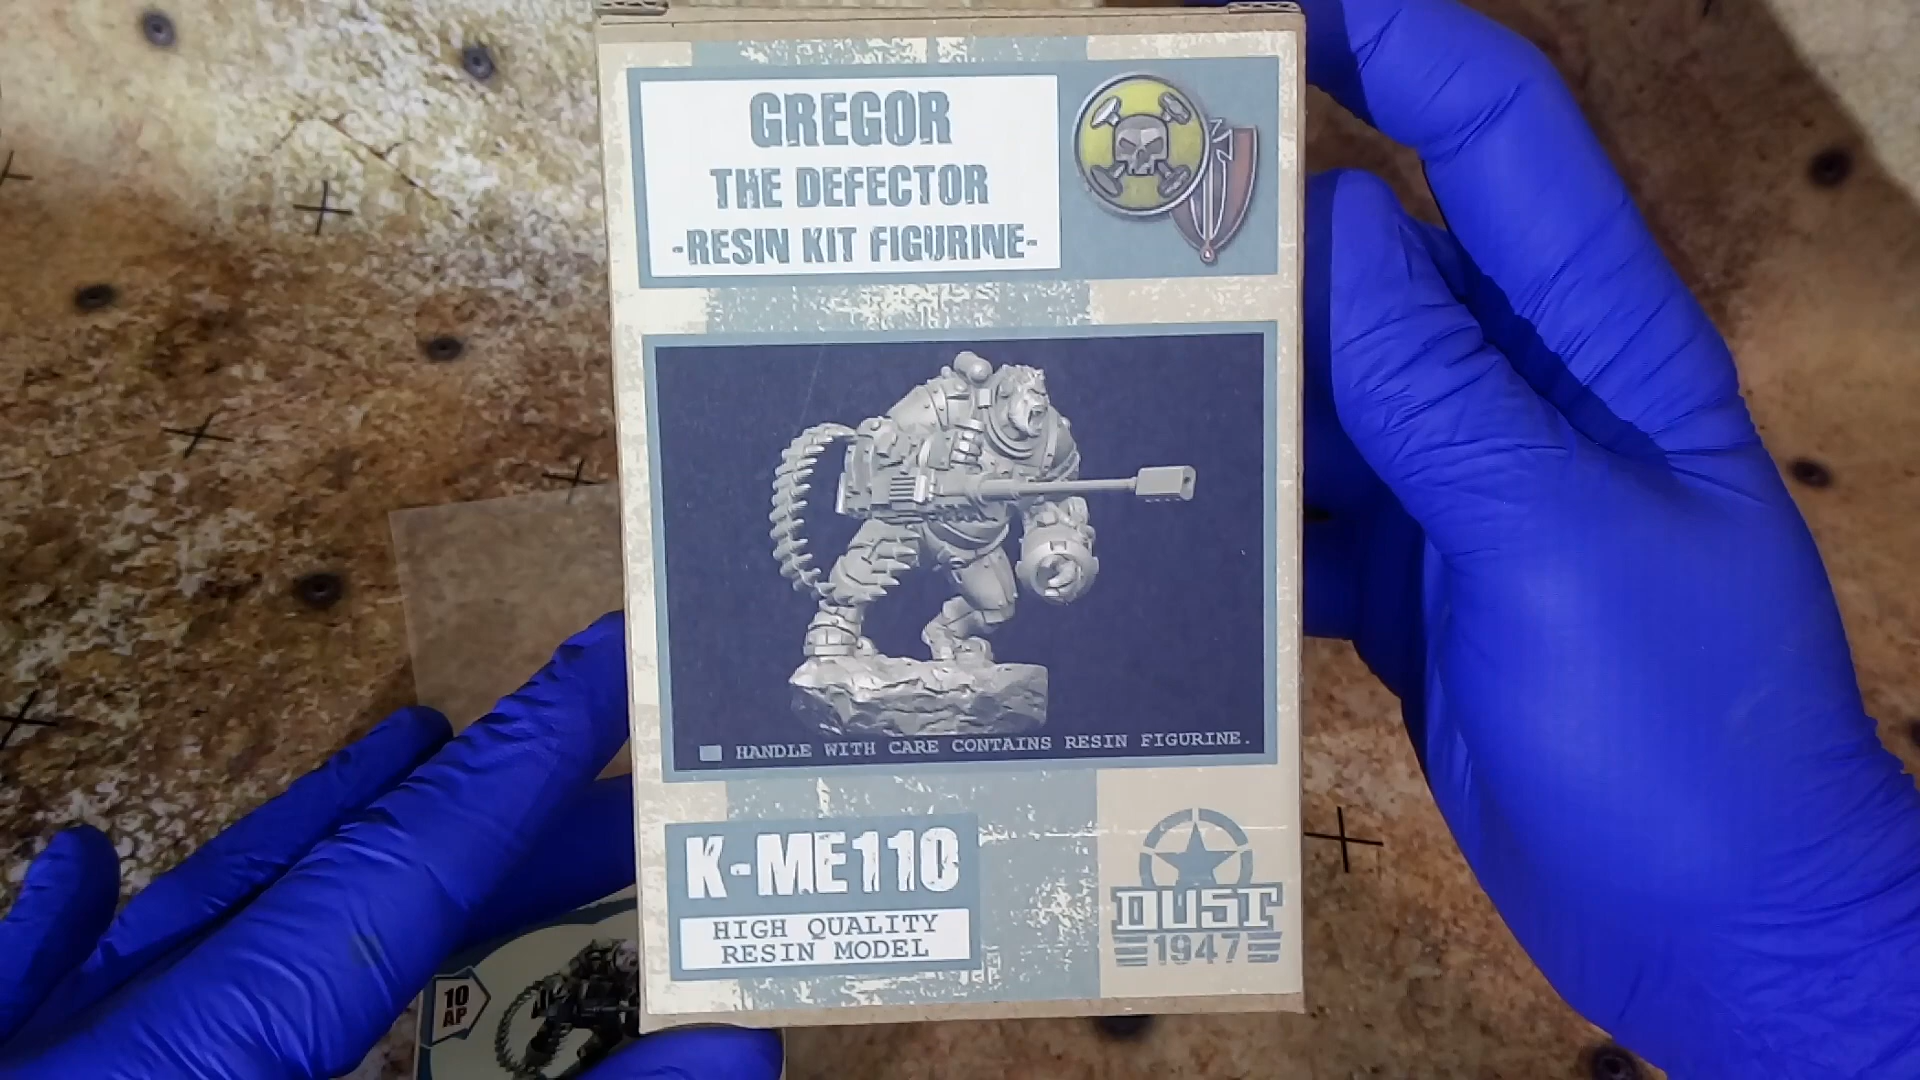 GREGOR
THE DEFECTOR
-RESIN KIT FIGURINE-
HANDLE WITH CARE CONTAINS RESIN FIGURINE.
K-ME110
HIGH QUALITY
RESIN MODEL
DUST
1947
10
AP